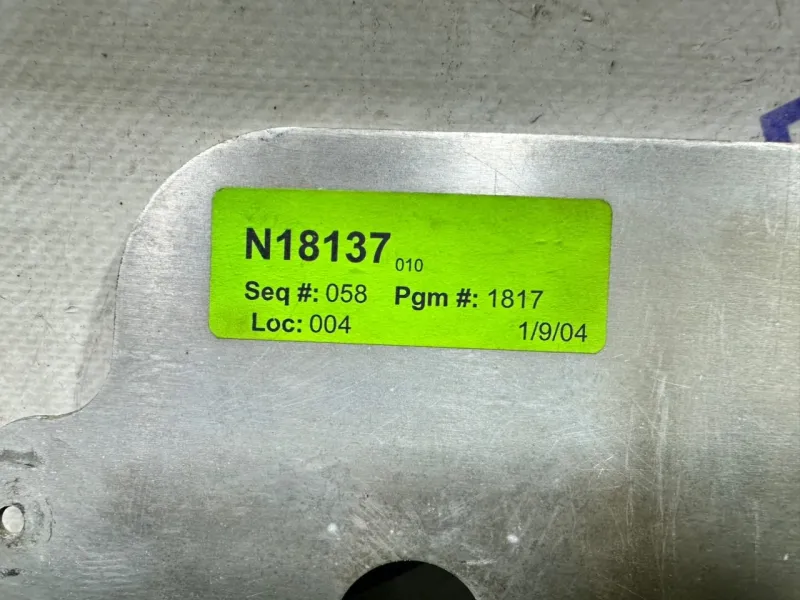 N18137 010
Seq #: 058 Pgm #: 1817
Loc: 004 1/9/04